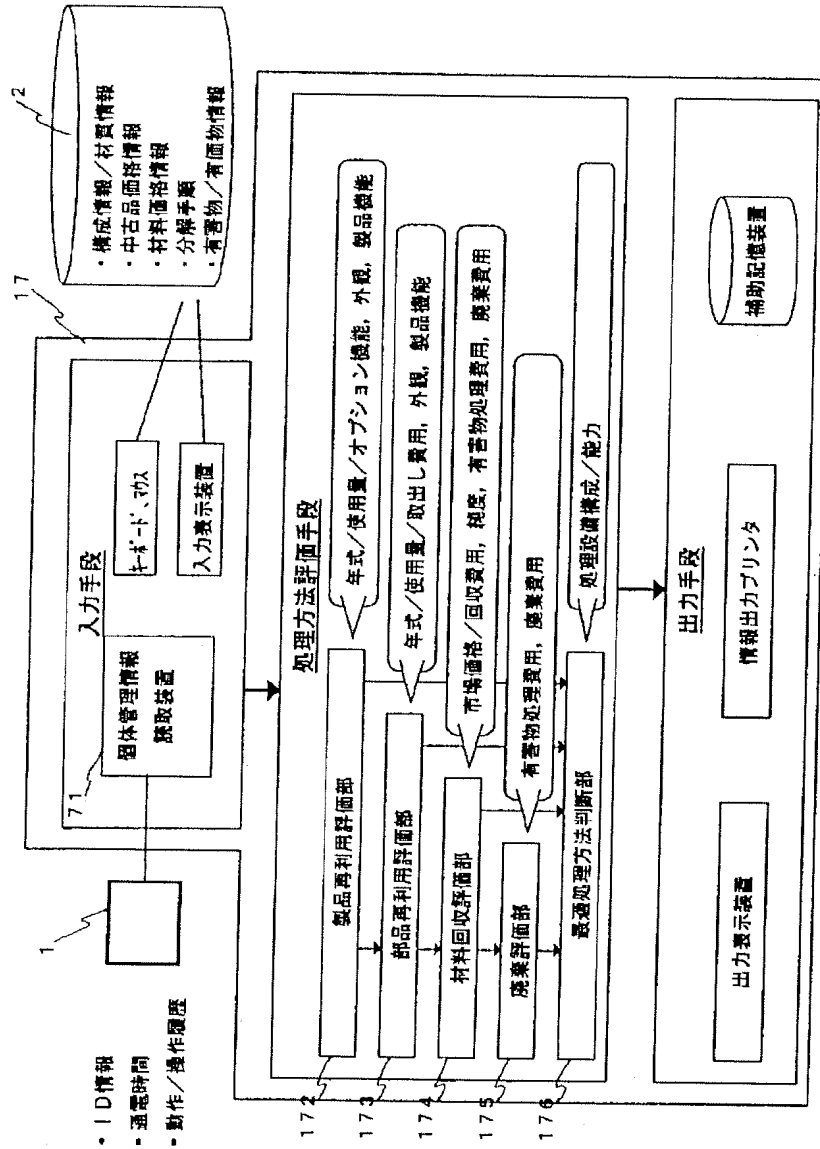 1
・ID情報
・通電時間
・動作／操作履歴
17
2
・構成情報／材質情報
・中古品価格情報
・材料価格情報
・分解手順
・有害物／有価物情報
入力手段
71
個体管理情報
読取装置
キーボード、マウス
入力表示装置
処理方法評価手段
172
製品再利用評価部
年式／使用量／オプション機能，外観，製品機能
173
部品再利用評価部
年式／使用量／取出し費用，外観，製品機能
174
材料回収評価部
市場価格／回収費用，純度，有害物処理費用，廃棄費用
175
廃棄評価部
有害物処理費用，廃棄費用
176
最適処理方法判断部
処理設備構成／能力
出力手段
出力表示装置
情報出力プリンタ
補助記憶装置